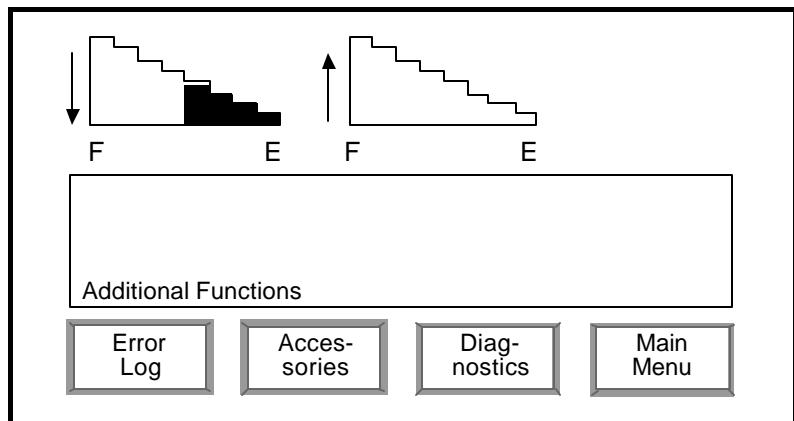 F E F E
Additional Functions
Error
Log
Acces-
sories
Diag-
nostics
Main
Menu